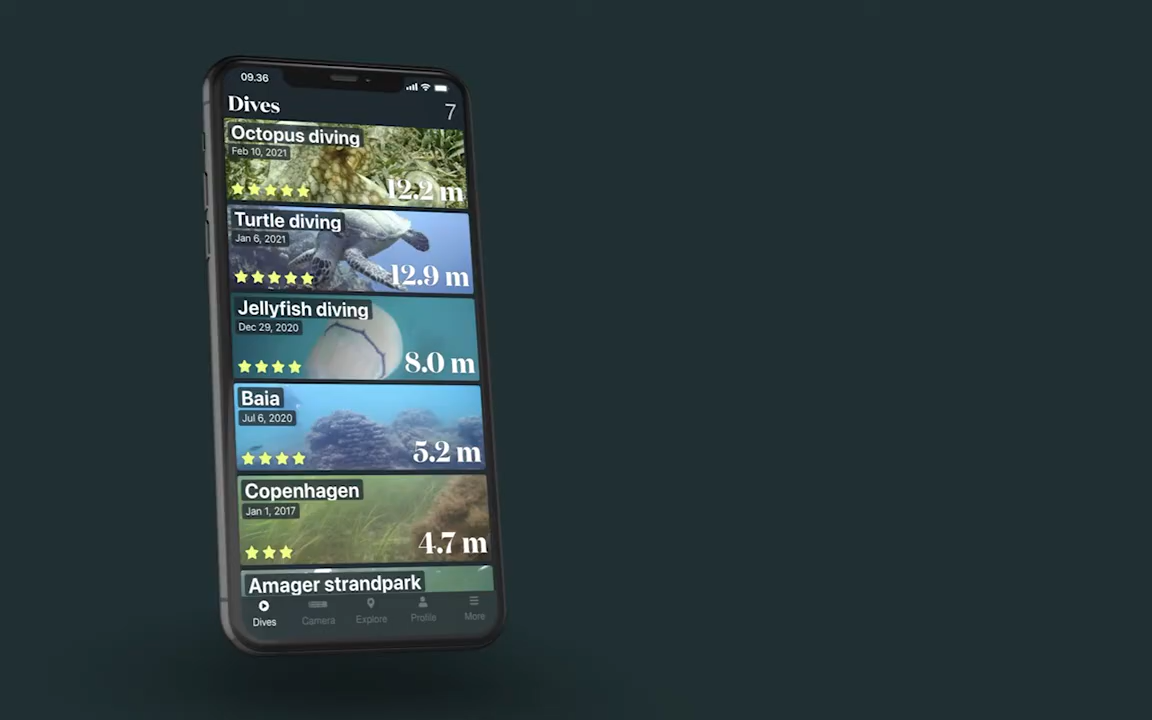 09.36
Dives
7
Octopus diving
Feb 10, 2021
12.2 m
Turtle diving
Jan 6, 2021
12.9 m
Jellyfish diving
Dec 29, 2020
8.0 m
Baia
Jul 6, 2020
5.2 m
Copenhagen
Jan 1, 2017
4.7 m
Amager strandpark
Dives
Camera
Explore
Profile
More